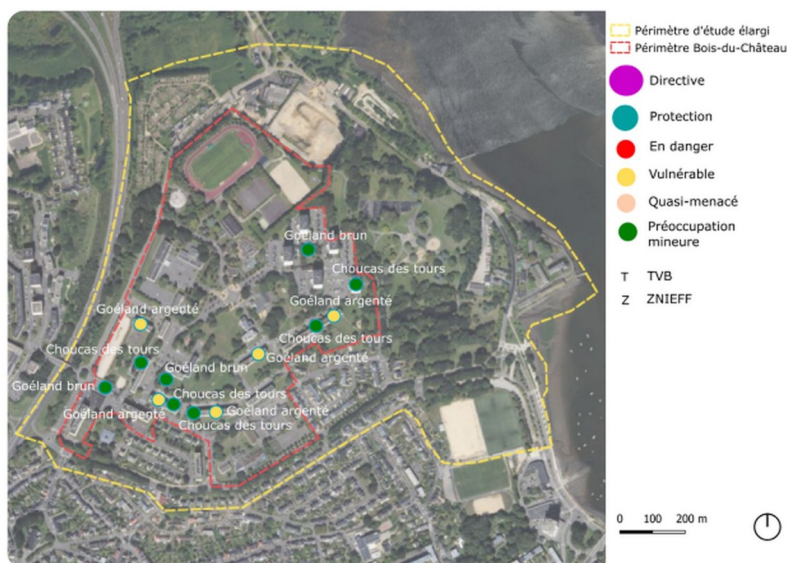 Périmètre d'étude élargi
Périmètre Bois-du-Château
Directive
Protection
En danger
Vulnérable
Quasi-menacé
Préoccupation
mineure
T TVB
Z ZNIEFF
0 100 200 m
Goéland brun
Choucas des tours
Goéland argenté
Goéland argenté
Choucas des tours
Choucas des tours
Goéland argenté
Goéland brun
Goéland brun
Choucas des tours
Goéland argenté
Goéland argenté
Choucas des tours